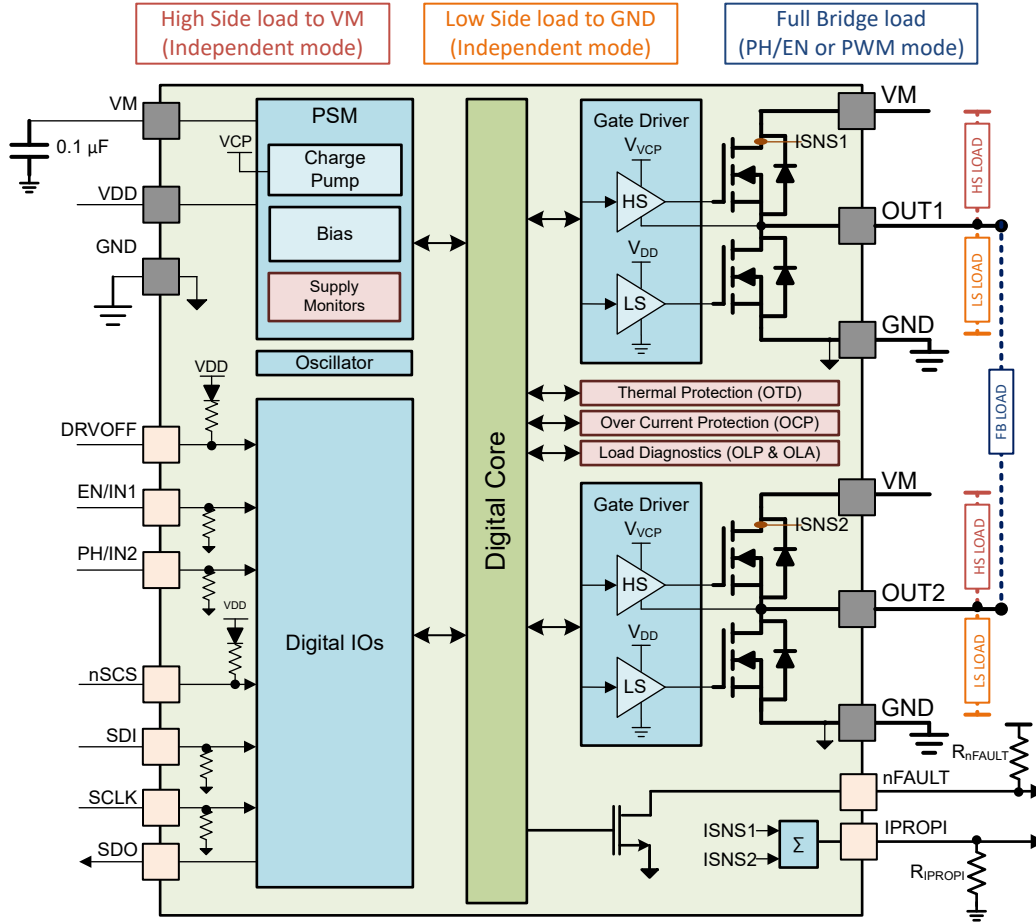 High Side load to VM
(Independent mode)
Low Side load to GND
(Independent mode)
Full Bridge load
(PH/EN or PWM mode)
VM
0.1 µF
VDD
GND
PSM
VCP
Charge
Pump
Bias
Supply
Monitors
Oscillator
VDD
DRVOFF
EN/IN1
PH/IN2
VDD
nSCS
SDI
SCLK
SDO
Digital IOs
Digital Core
Gate Driver
VVCP
HS
VDD
LS
ISNS1
VM
OUT1
GND
HS LOAD
LS LOAD
FB LOAD
Thermal Protection (OTD)
Over Current Protection (OCP)
Load Diagnostics (OLP & OLA)
Gate Driver
VVCP
HS
VDD
LS
ISNS2
VM
OUT2
GND
HS LOAD
LS LOAD
RnFAULT
nFAULT
ISNS1
ISNS2
Σ
IPROPI
RIPROPI